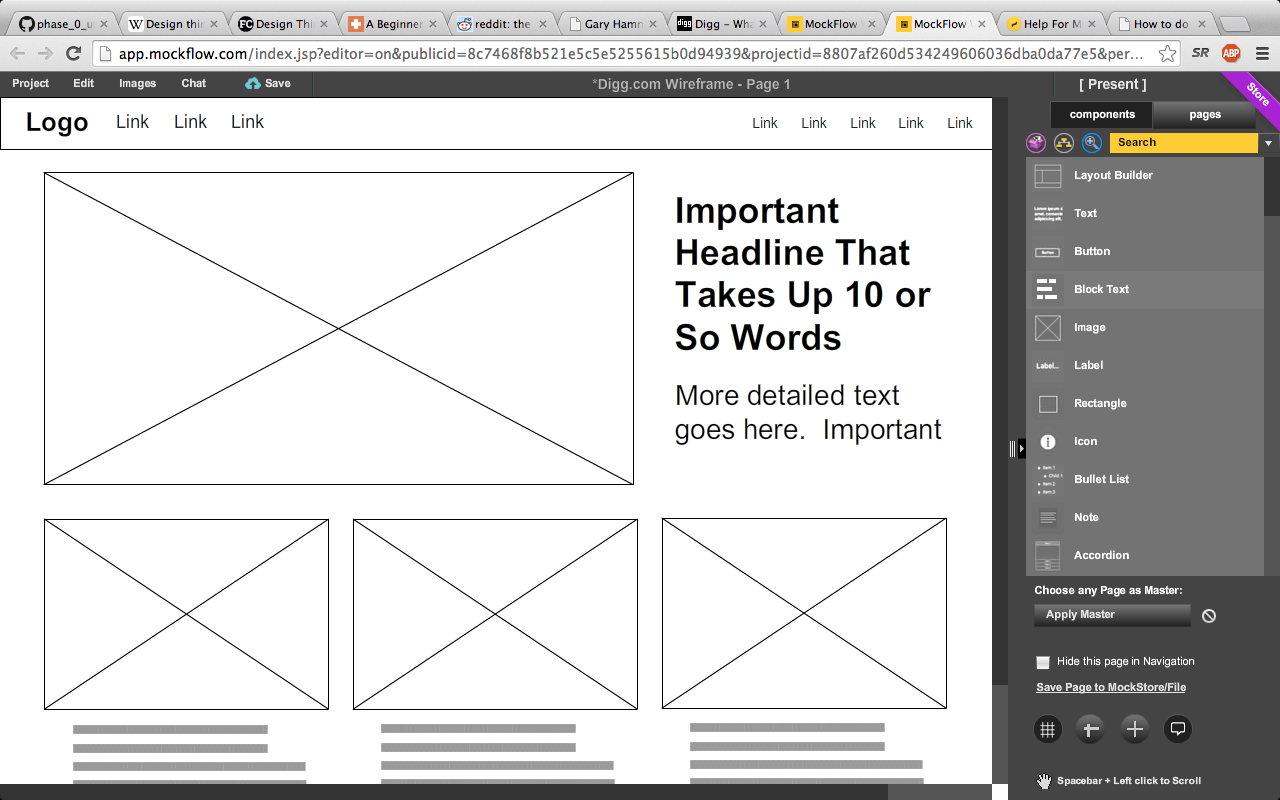 phase_0_u
Design thin
Design Thi
A Beginner
reddit: the
Gary Hamn
Digg – Wha
MockFlow
MockFlow
Help For M
How to do
app.mockflow.com/index.jsp?editor=on&publicid=8c7468f8b521e5c5e5255615b0d94939&projectid=8807af260d534249606036dba0da77e5&per...
SR
ABP
Project
Edit
Images
Chat
Save
*Digg.com Wireframe - Page 1
[ Present ]
Store
Logo
Link
Link
Link
Link
Link
Link
Link
Link
Important
Headline That
Takes Up 10 or
So Words
More detailed text
goes here.  Important
components
pages
Search
Layout Builder
Text
Button
Block Text
Image
Label...
Label
Rectangle
Icon
Bullet List
Note
Accordion
Choose any Page as Master:
Apply Master
Hide this page in Navigation
Save Page to MockStore/File
Spacebar + Left click to Scroll